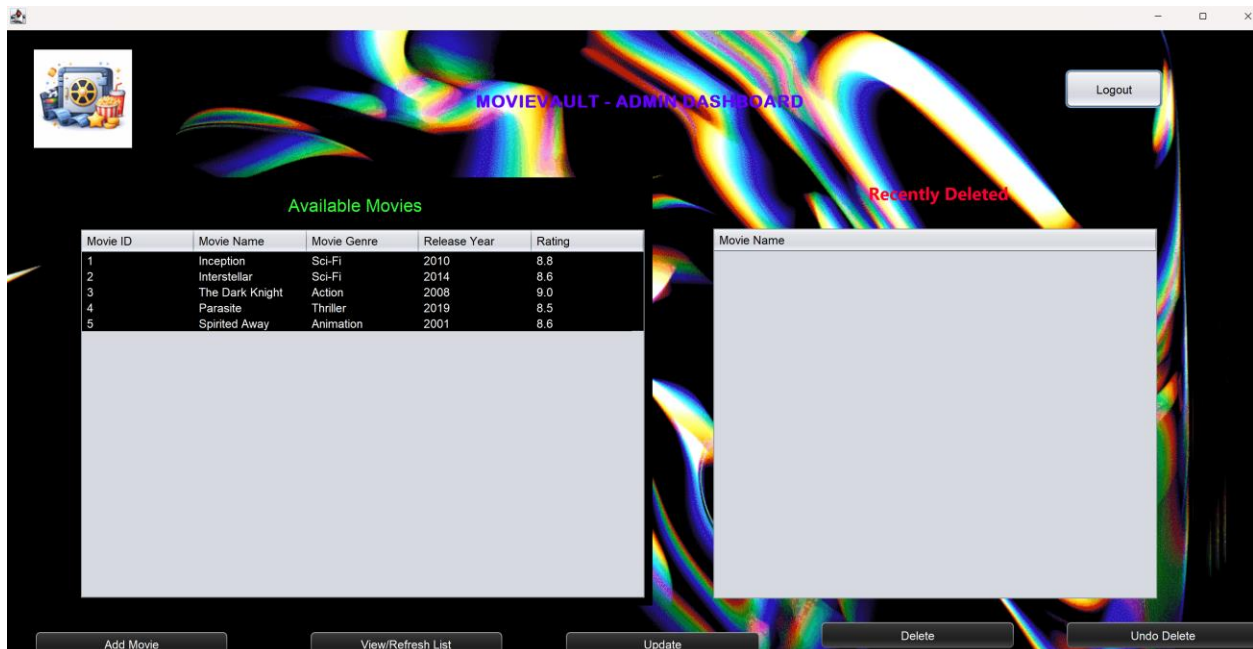 MOVIEVAULT - ADMIN DASHBOARD
Logout
Available Movies
Movie ID Movie Name Movie Genre Release Year Rating
1 Inception Sci-Fi 2010 8.8
2 Interstellar Sci-Fi 2014 8.6
3 The Dark Knight Action 2008 9.0
4 Parasite Thriller 2019 8.5
5 Spirited Away Animation 2001 8.6
Recently Deleted
Movie Name
Add Movie
View/Refresh List
Update
Delete
Undo Delete